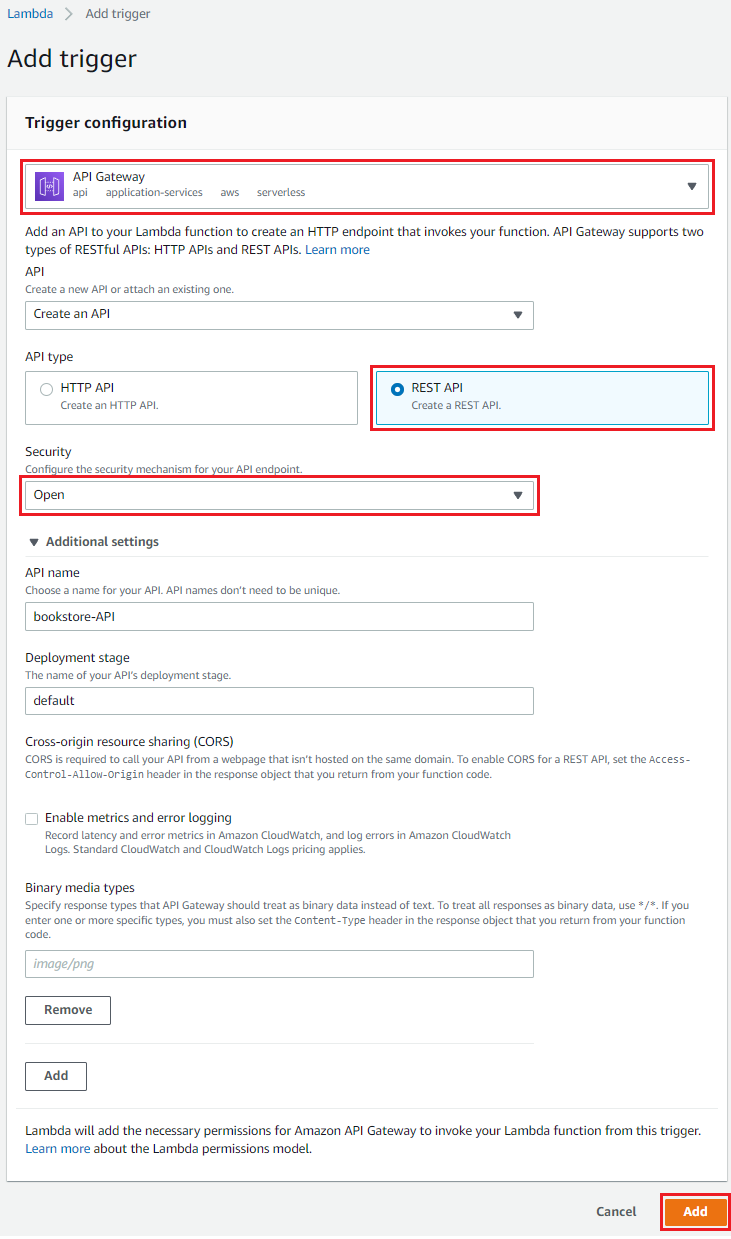 Lambda > Add trigger
Add trigger
Trigger configuration
API Gateway
api application-services aws serverless
Add an API to your Lambda function to create an HTTP endpoint that invokes your function. API Gateway supports two
types of RESTful APIs: HTTP APIs and REST APIs. Learn more
API
Create a new API or attach an existing one.
Create an API
API type
HTTP API
Create an HTTP API.
REST API
Create a REST API.
Security
Configure the security mechanism for your API endpoint.
Open
Additional settings
API name
Choose a name for your API. API names don't need to be unique.
bookstore-API
Deployment stage
The name of your API's deployment stage.
default
Cross-origin resource sharing (CORS)
CORS is required to call your API from a webpage that isn't hosted on the same domain. To enable CORS for a REST API, set the Access-
Control-Allow-Origin header in the response object that you return from your function code.
Enable metrics and error logging
Record latency and error metrics in Amazon CloudWatch, and log errors in Amazon CloudWatch
Logs. Standard CloudWatch and CloudWatch Logs pricing applies.
Binary media types
Specify response types that API Gateway should treat as binary data instead of text. To treat all responses as binary data, use */*. If you
enter one or more specific types, you must also set the Content-Type header in the response object that you return from your function
code.
image/png
Remove
Add
Lambda will add the necessary permissions for Amazon API Gateway to invoke your Lambda function from this trigger.
Learn more about the Lambda permissions model.
Cancel Add